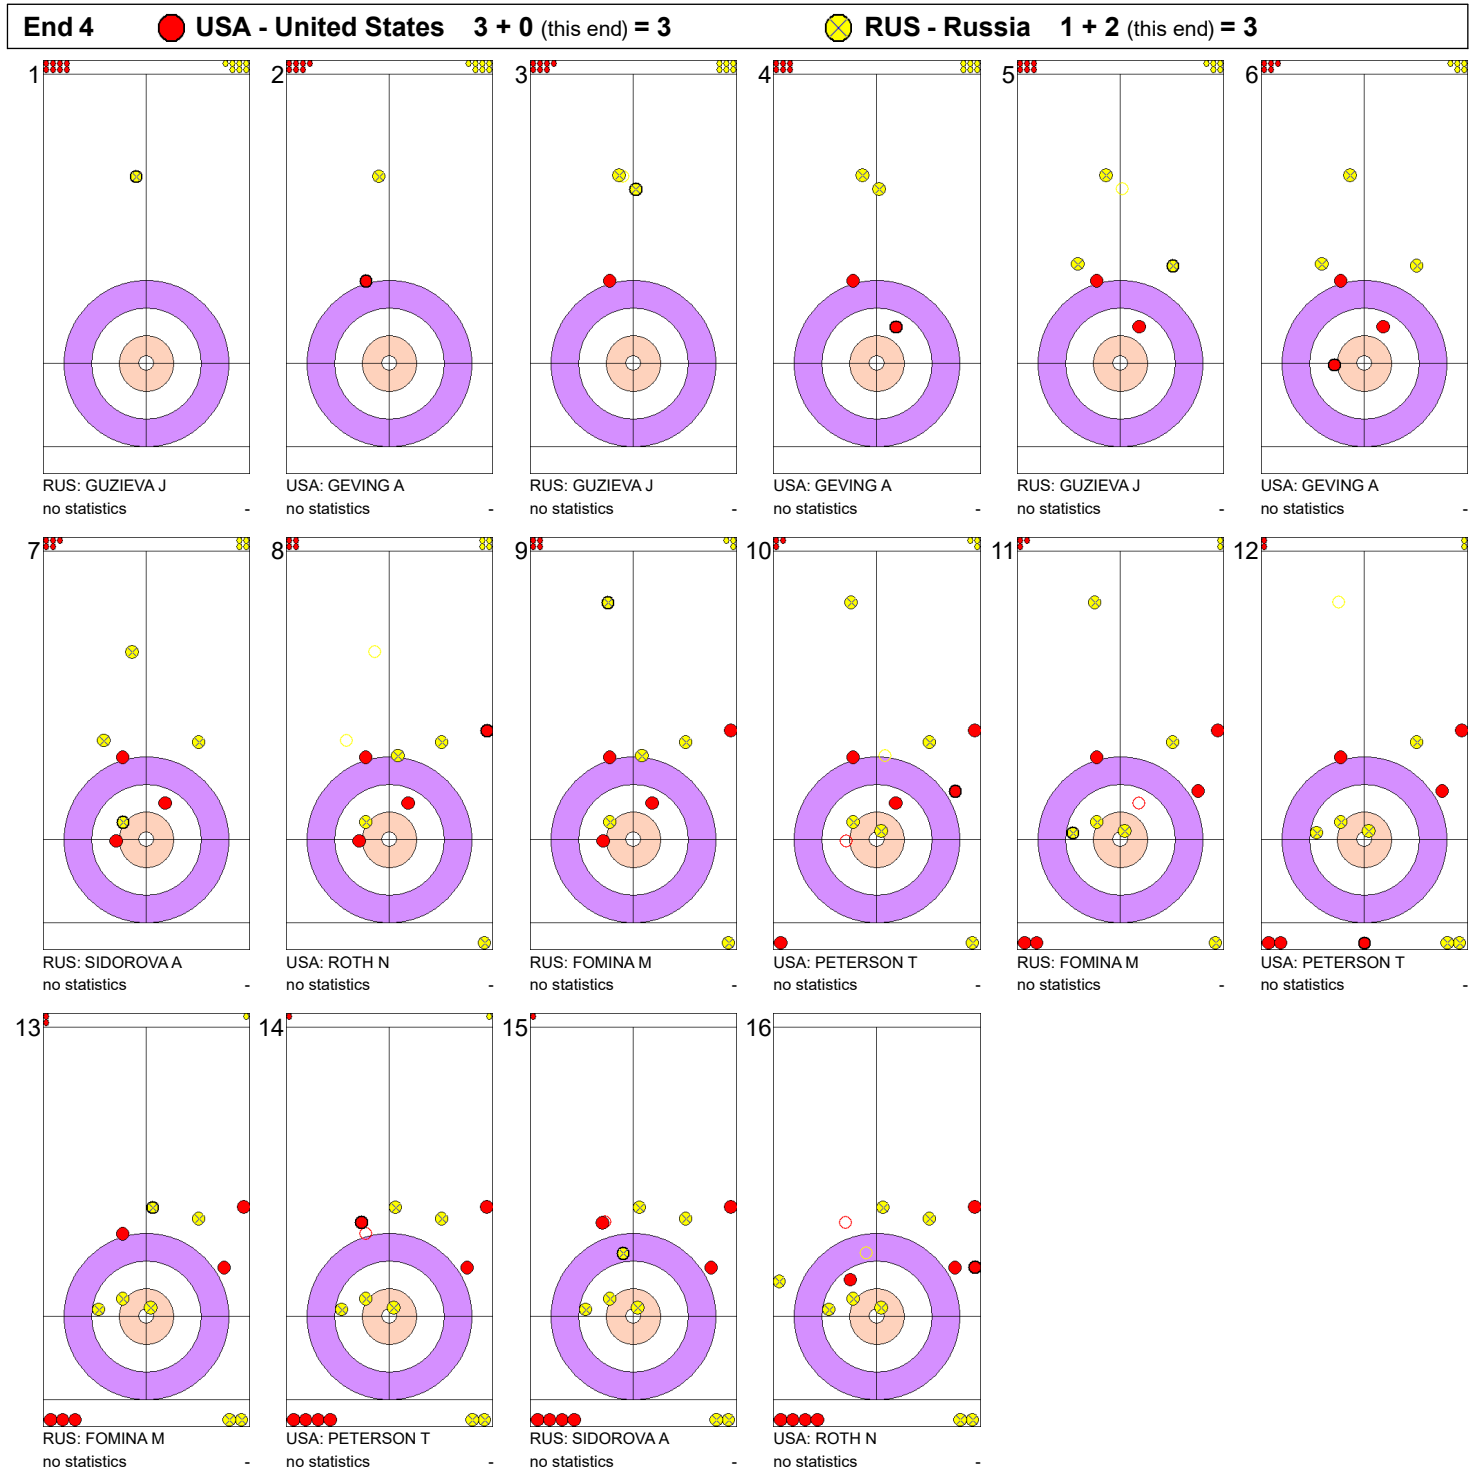 End 4 USA - United States 3 + 0 (this end) = 3 RUS - Russia 1 + 2 (this end) = 3
1 2 3 4 5 6
RUS: GUZIEVA J USA: GEVING A RUS: GUZIEVA J USA: GEVING A RUS: GUZIEVA J USA: GEVING A
no statistics - no statistics - no statistics - no statistics - no statistics - no statistics -
7 8 9 10 11 12
RUS: SIDOROVA A USA: ROTH N RUS: FOMINA M USA: PETERSON T RUS: FOMINA M USA: PETERSON T
no statistics - no statistics - no statistics - no statistics - no statistics - no statistics -
13 14 15 16
RUS: FOMINA M USA: PETERSON T RUS: SIDOROVA A USA: ROTH N
no statistics - no statistics - no statistics - no statistics -